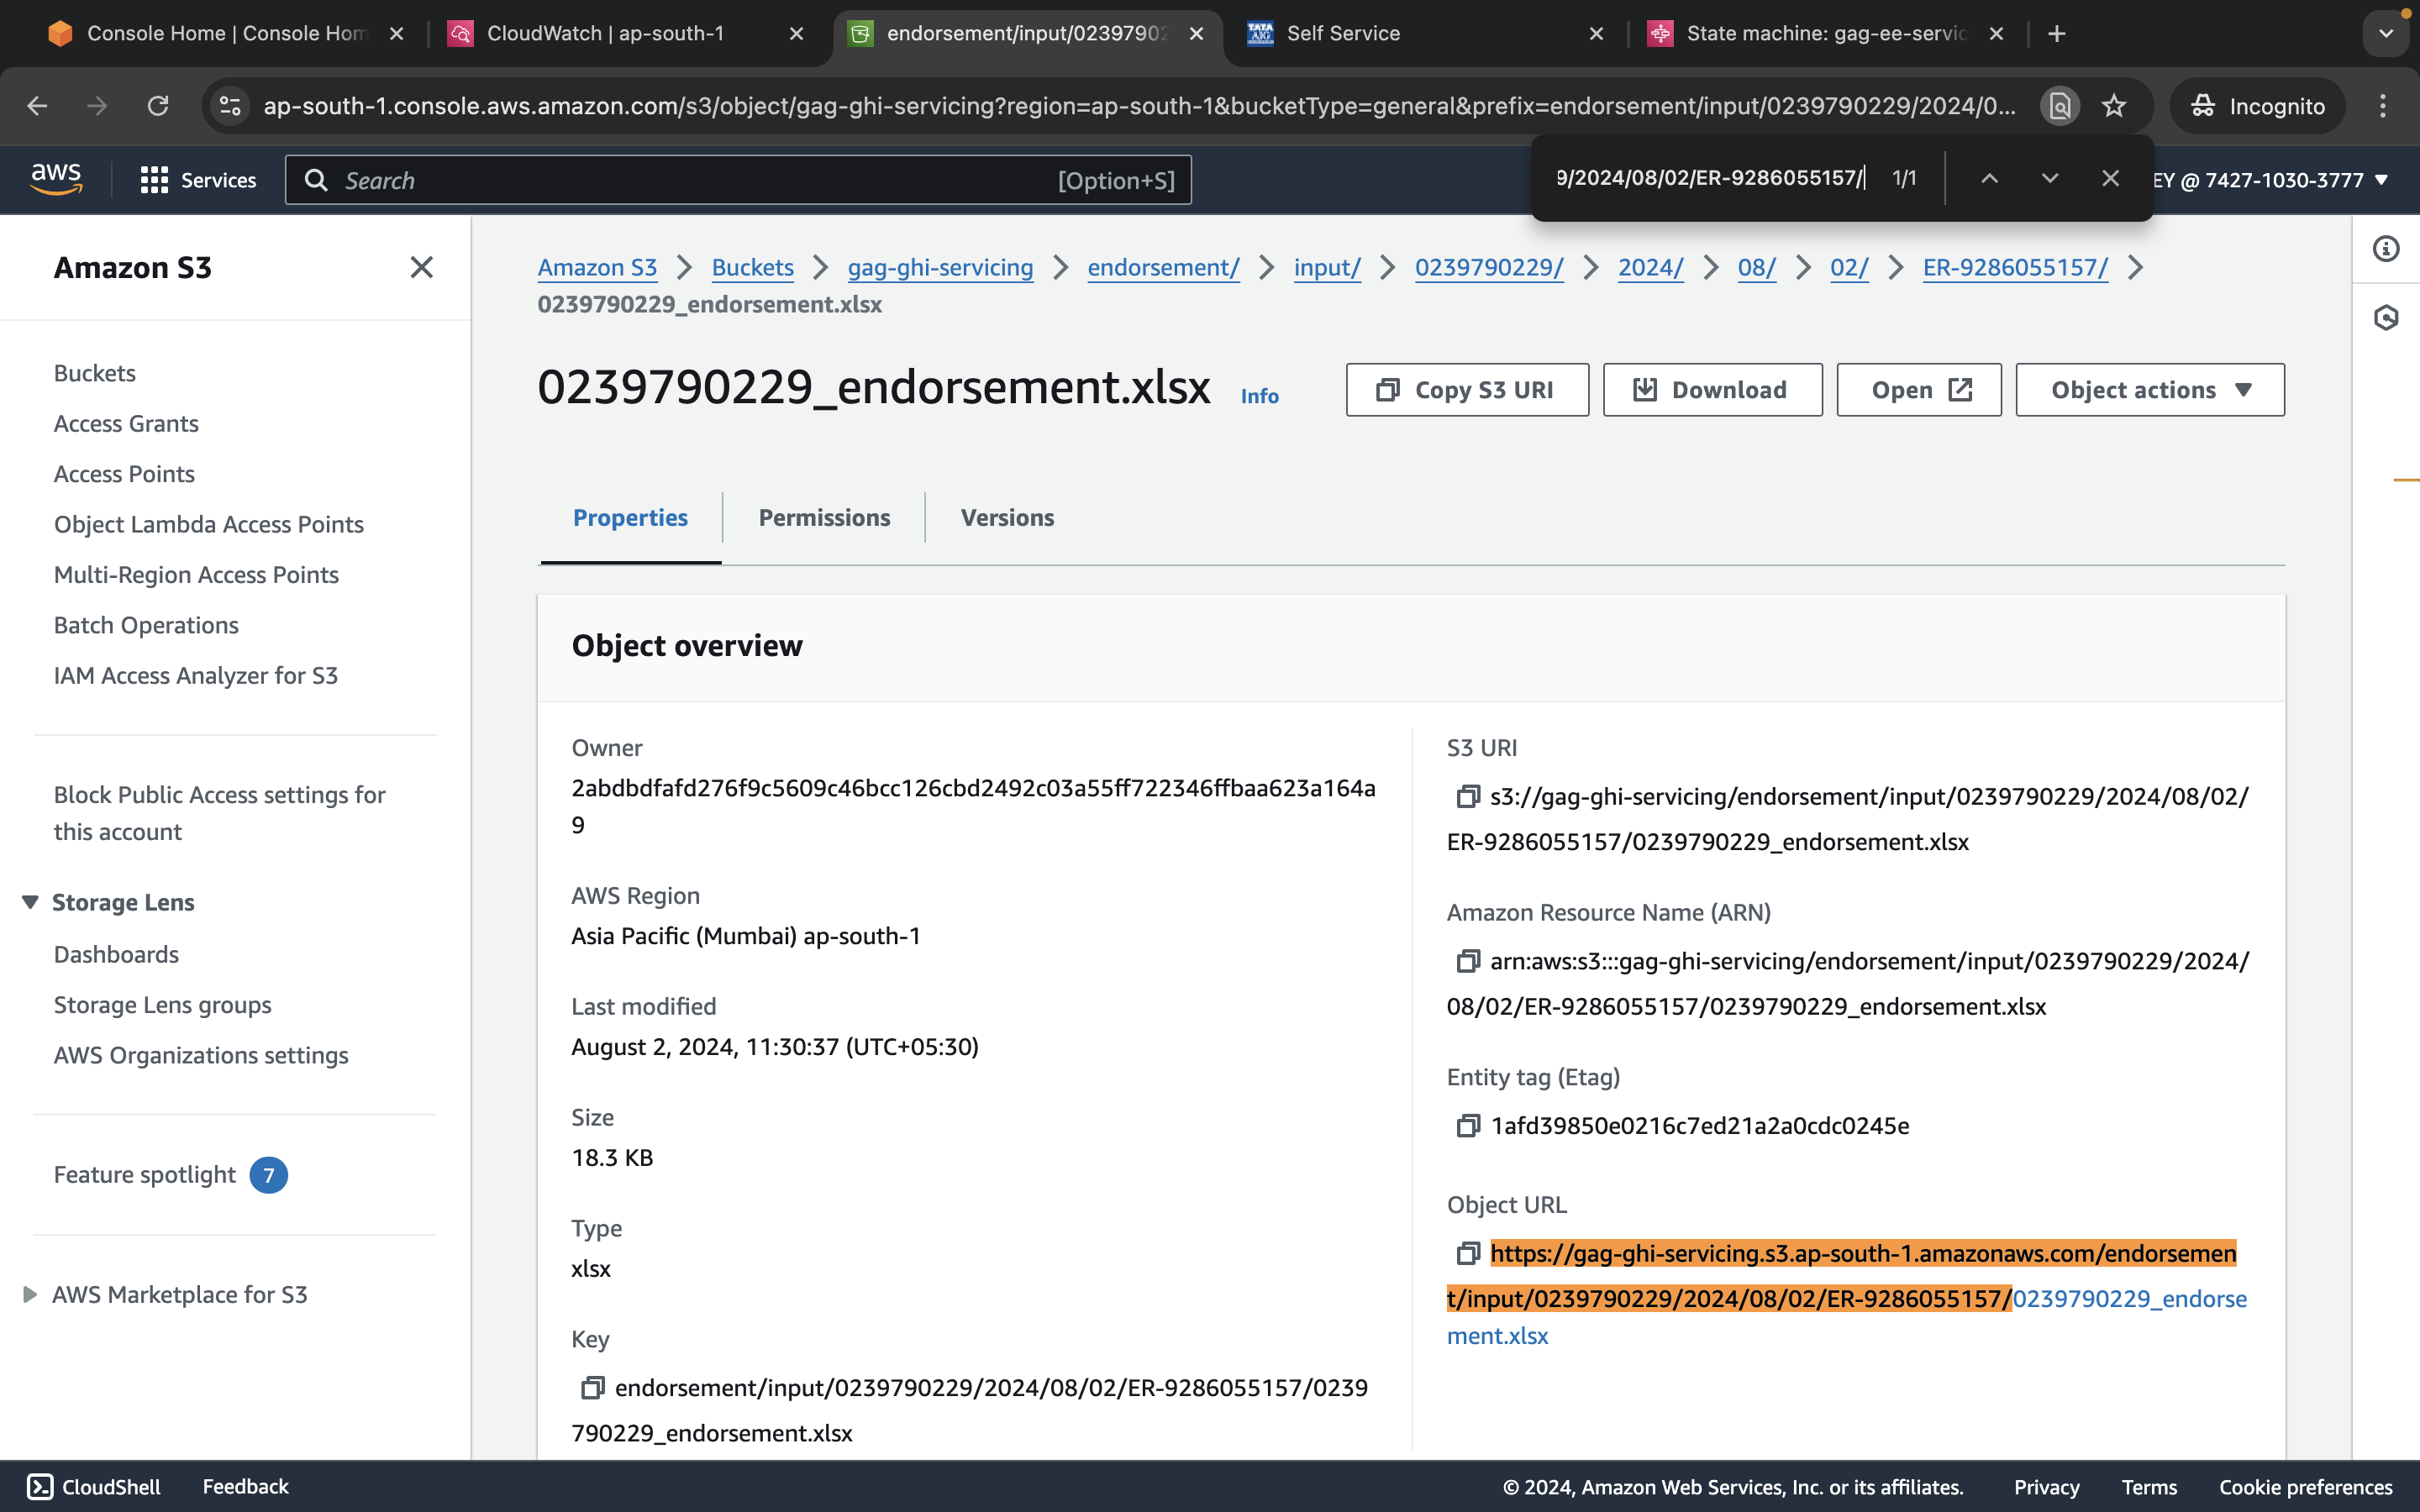 Console Home | Console Hom
CloudWatch | ap-south-1
endorsement/input/02397902
Self Service
State machine: gag-ee-servic
ap-south-1.console.aws.amazon.com/s3/object/gag-ghi-servicing?region=ap-south-1&bucketType=general&prefix=endorsement/input/0239790229/2024/0...
Incognito
aws
Services
Search
[Option+S]
9/2024/08/02/ER-9286055157/
1/1
EY @ 7427-1030-3777
Amazon S3
Buckets
Access Grants
Access Points
Object Lambda Access Points
Multi-Region Access Points
Batch Operations
IAM Access Analyzer for S3
Block Public Access settings for
this account
Storage Lens
Dashboards
Storage Lens groups
AWS Organizations settings
Feature spotlight 7
AWS Marketplace for S3
Amazon S3 > Buckets > gag-ghi-servicing > endorsement/ > input/ > 0239790229/ > 2024/ > 08/ > 02/ > ER-9286055157/ >
0239790229_endorsement.xlsx
0239790229_endorsement.xlsx Info
Copy S3 URI
Download
Open
Object actions
Properties
Permissions
Versions
Object overview
Owner
2abdbdfafd276f9c5609c46bcc126cbd2492c03a55ff722346ffbaa623a164a
9
AWS Region
Asia Pacific (Mumbai) ap-south-1
Last modified
August 2, 2024, 11:30:37 (UTC+05:30)
Size
18.3 KB
Type
xlsx
Key
endorsement/input/0239790229/2024/08/02/ER-9286055157/0239
790229_endorsement.xlsx
S3 URI
s3://gag-ghi-servicing/endorsement/input/0239790229/2024/08/02/
ER-9286055157/0239790229_endorsement.xlsx
Amazon Resource Name (ARN)
arn:aws:s3:::gag-ghi-servicing/endorsement/input/0239790229/2024/
08/02/ER-9286055157/0239790229_endorsement.xlsx
Entity tag (Etag)
1afd39850e0216c7ed21a2a0cdc0245e
Object URL
https://gag-ghi-servicing.s3.ap-south-1.amazonaws.com/endorsemen
t/input/0239790229/2024/08/02/ER-9286055157/0239790229_endorse
ment.xlsx
CloudShell
Feedback
© 2024, Amazon Web Services, Inc. or its affiliates.
Privacy
Terms
Cookie preferences